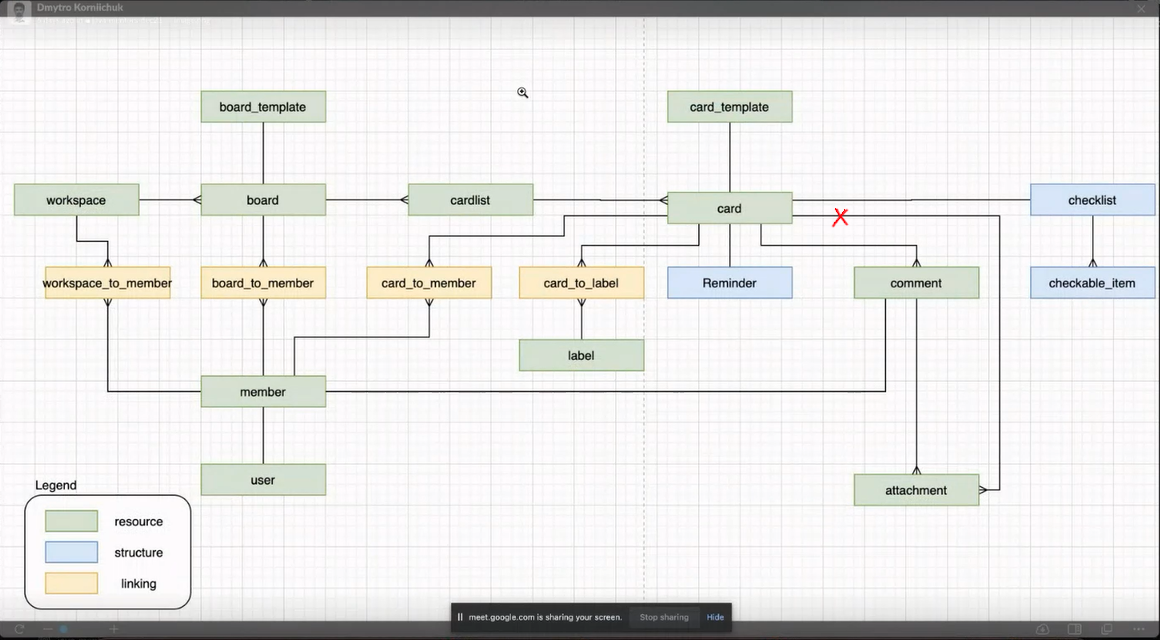 Dmytro Korniichuk
board_template
card_template
workspace
board
cardlist
card
checklist
workspace_to_member
board_to_member
card_to_member
card_to_label
Reminder
comment
checkable_item
label
member
user
attachment
Legend
resource
structure
linking
meet.google.com is sharing your screen.
Stop sharing
Hide